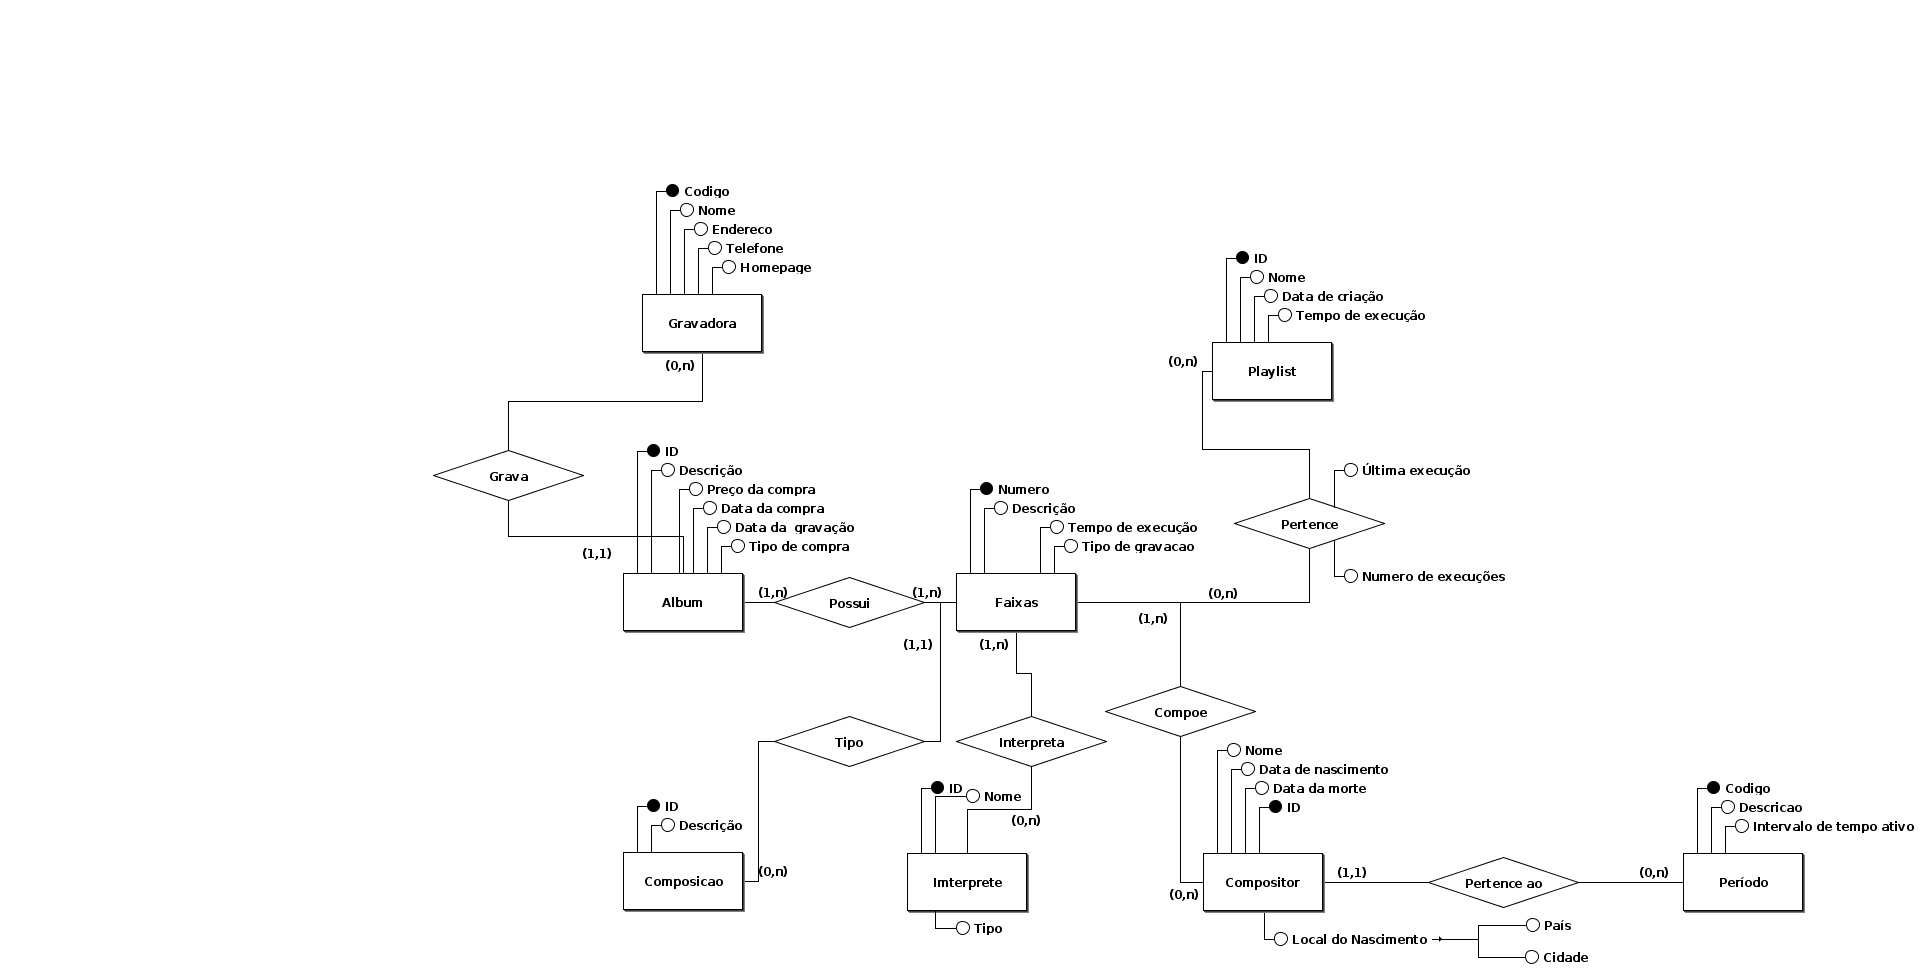 Codigo
Nome
Endereco
Telefone
Homepage
Gravadora
(0,n)
Grava
(1,1)
ID
Descrição
Preço da compra
Data da compra
Data da  gravação
Tipo de compra
Album
(1,n)
Possui
(1,n)
Numero
Descrição
Tempo de execução
Tipo de gravacao
Faixas
ID
Nome
Data de criação
Tempo de execução
(0,n)
Playlist
Última execução
Pertence
Numero de execuções
(0,n)
(1,n)
(1,1)
(1,n)
Tipo
Interpreta
Compoe
ID
Descrição
Composicao
(0,n)
ID
Nome
(0,n)
Imterprete
Tipo
Nome
Data de nascimento
Data da morte
ID
Compositor
(0,n)
(1,1)
Pertence ao
(0,n)
Codigo
Descricao
Intervalo de tempo ativo
Período
Local do Nascimento
País
Cidade